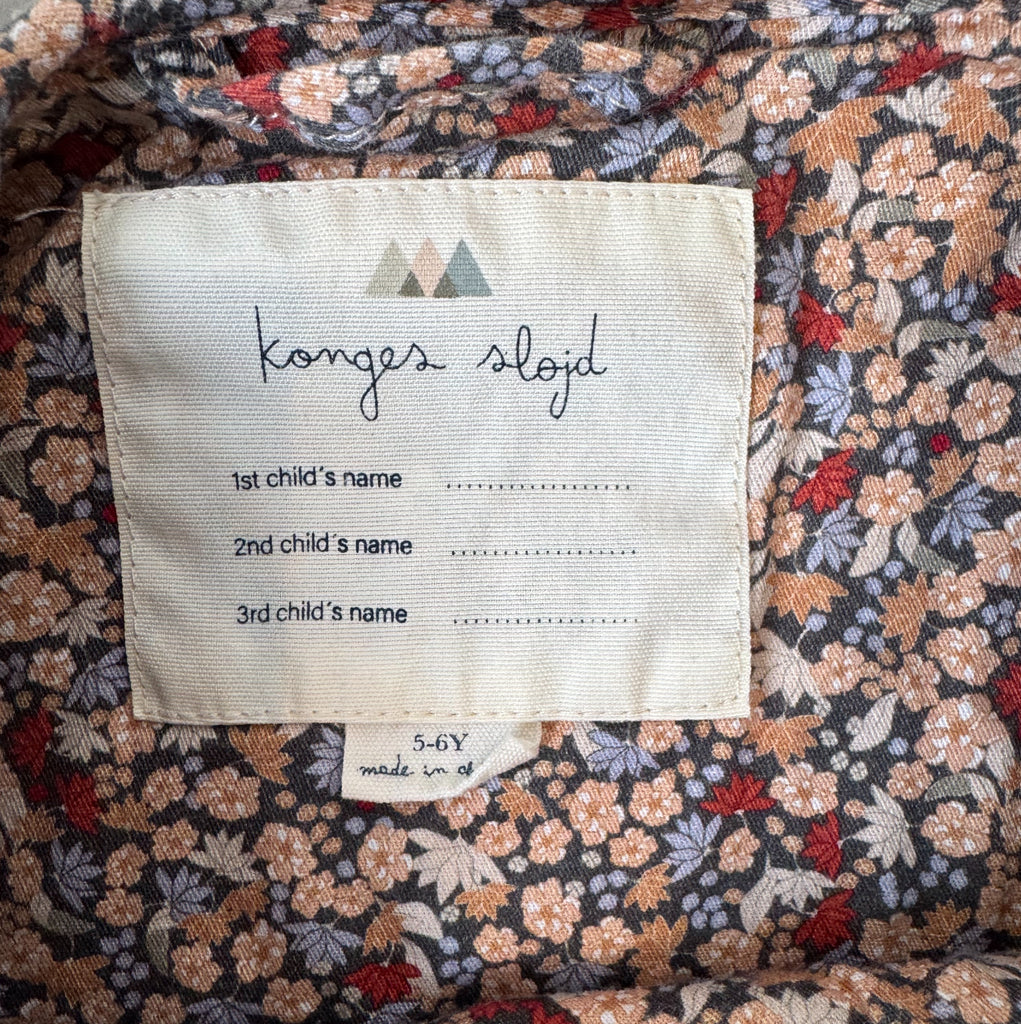 konges sløjd
1st child´s name ..................
2nd child´s name ..................
3rd child´s name ..................
5-6Y
made in